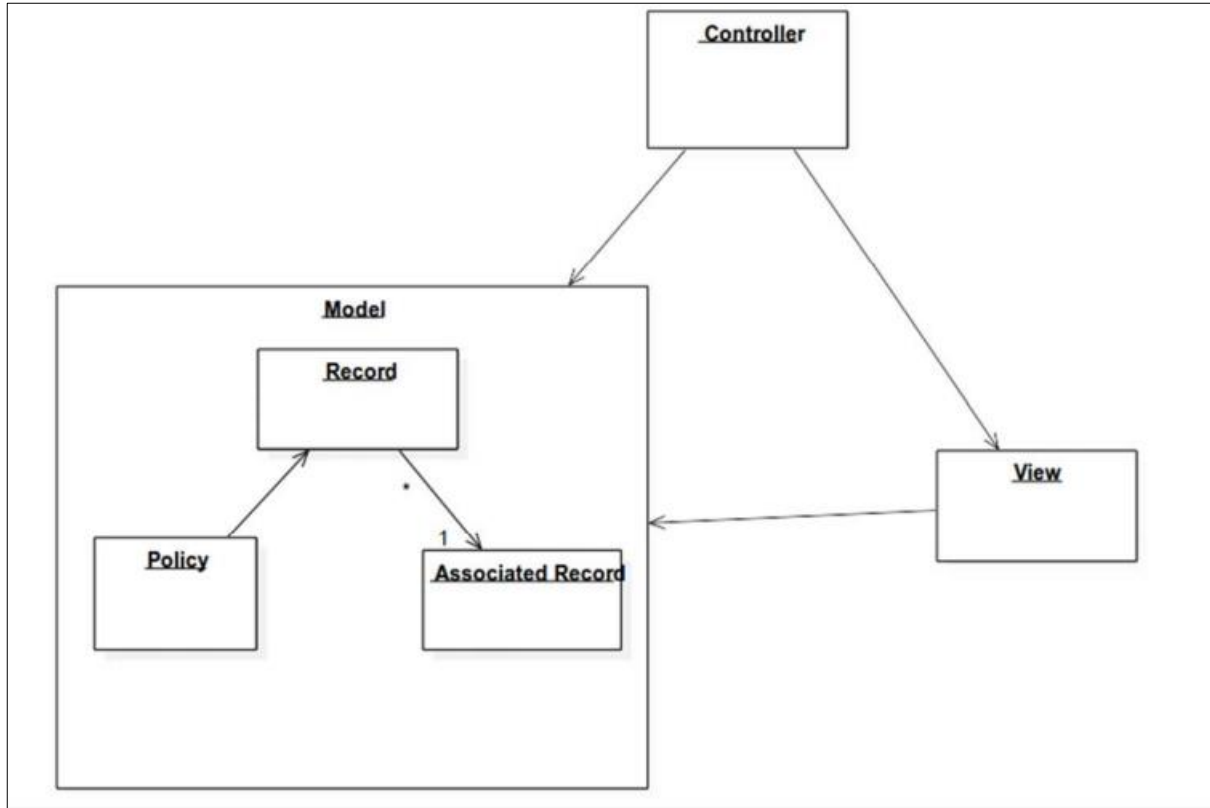 Controller
Model
Record
*
1
Policy
Associated Record
View